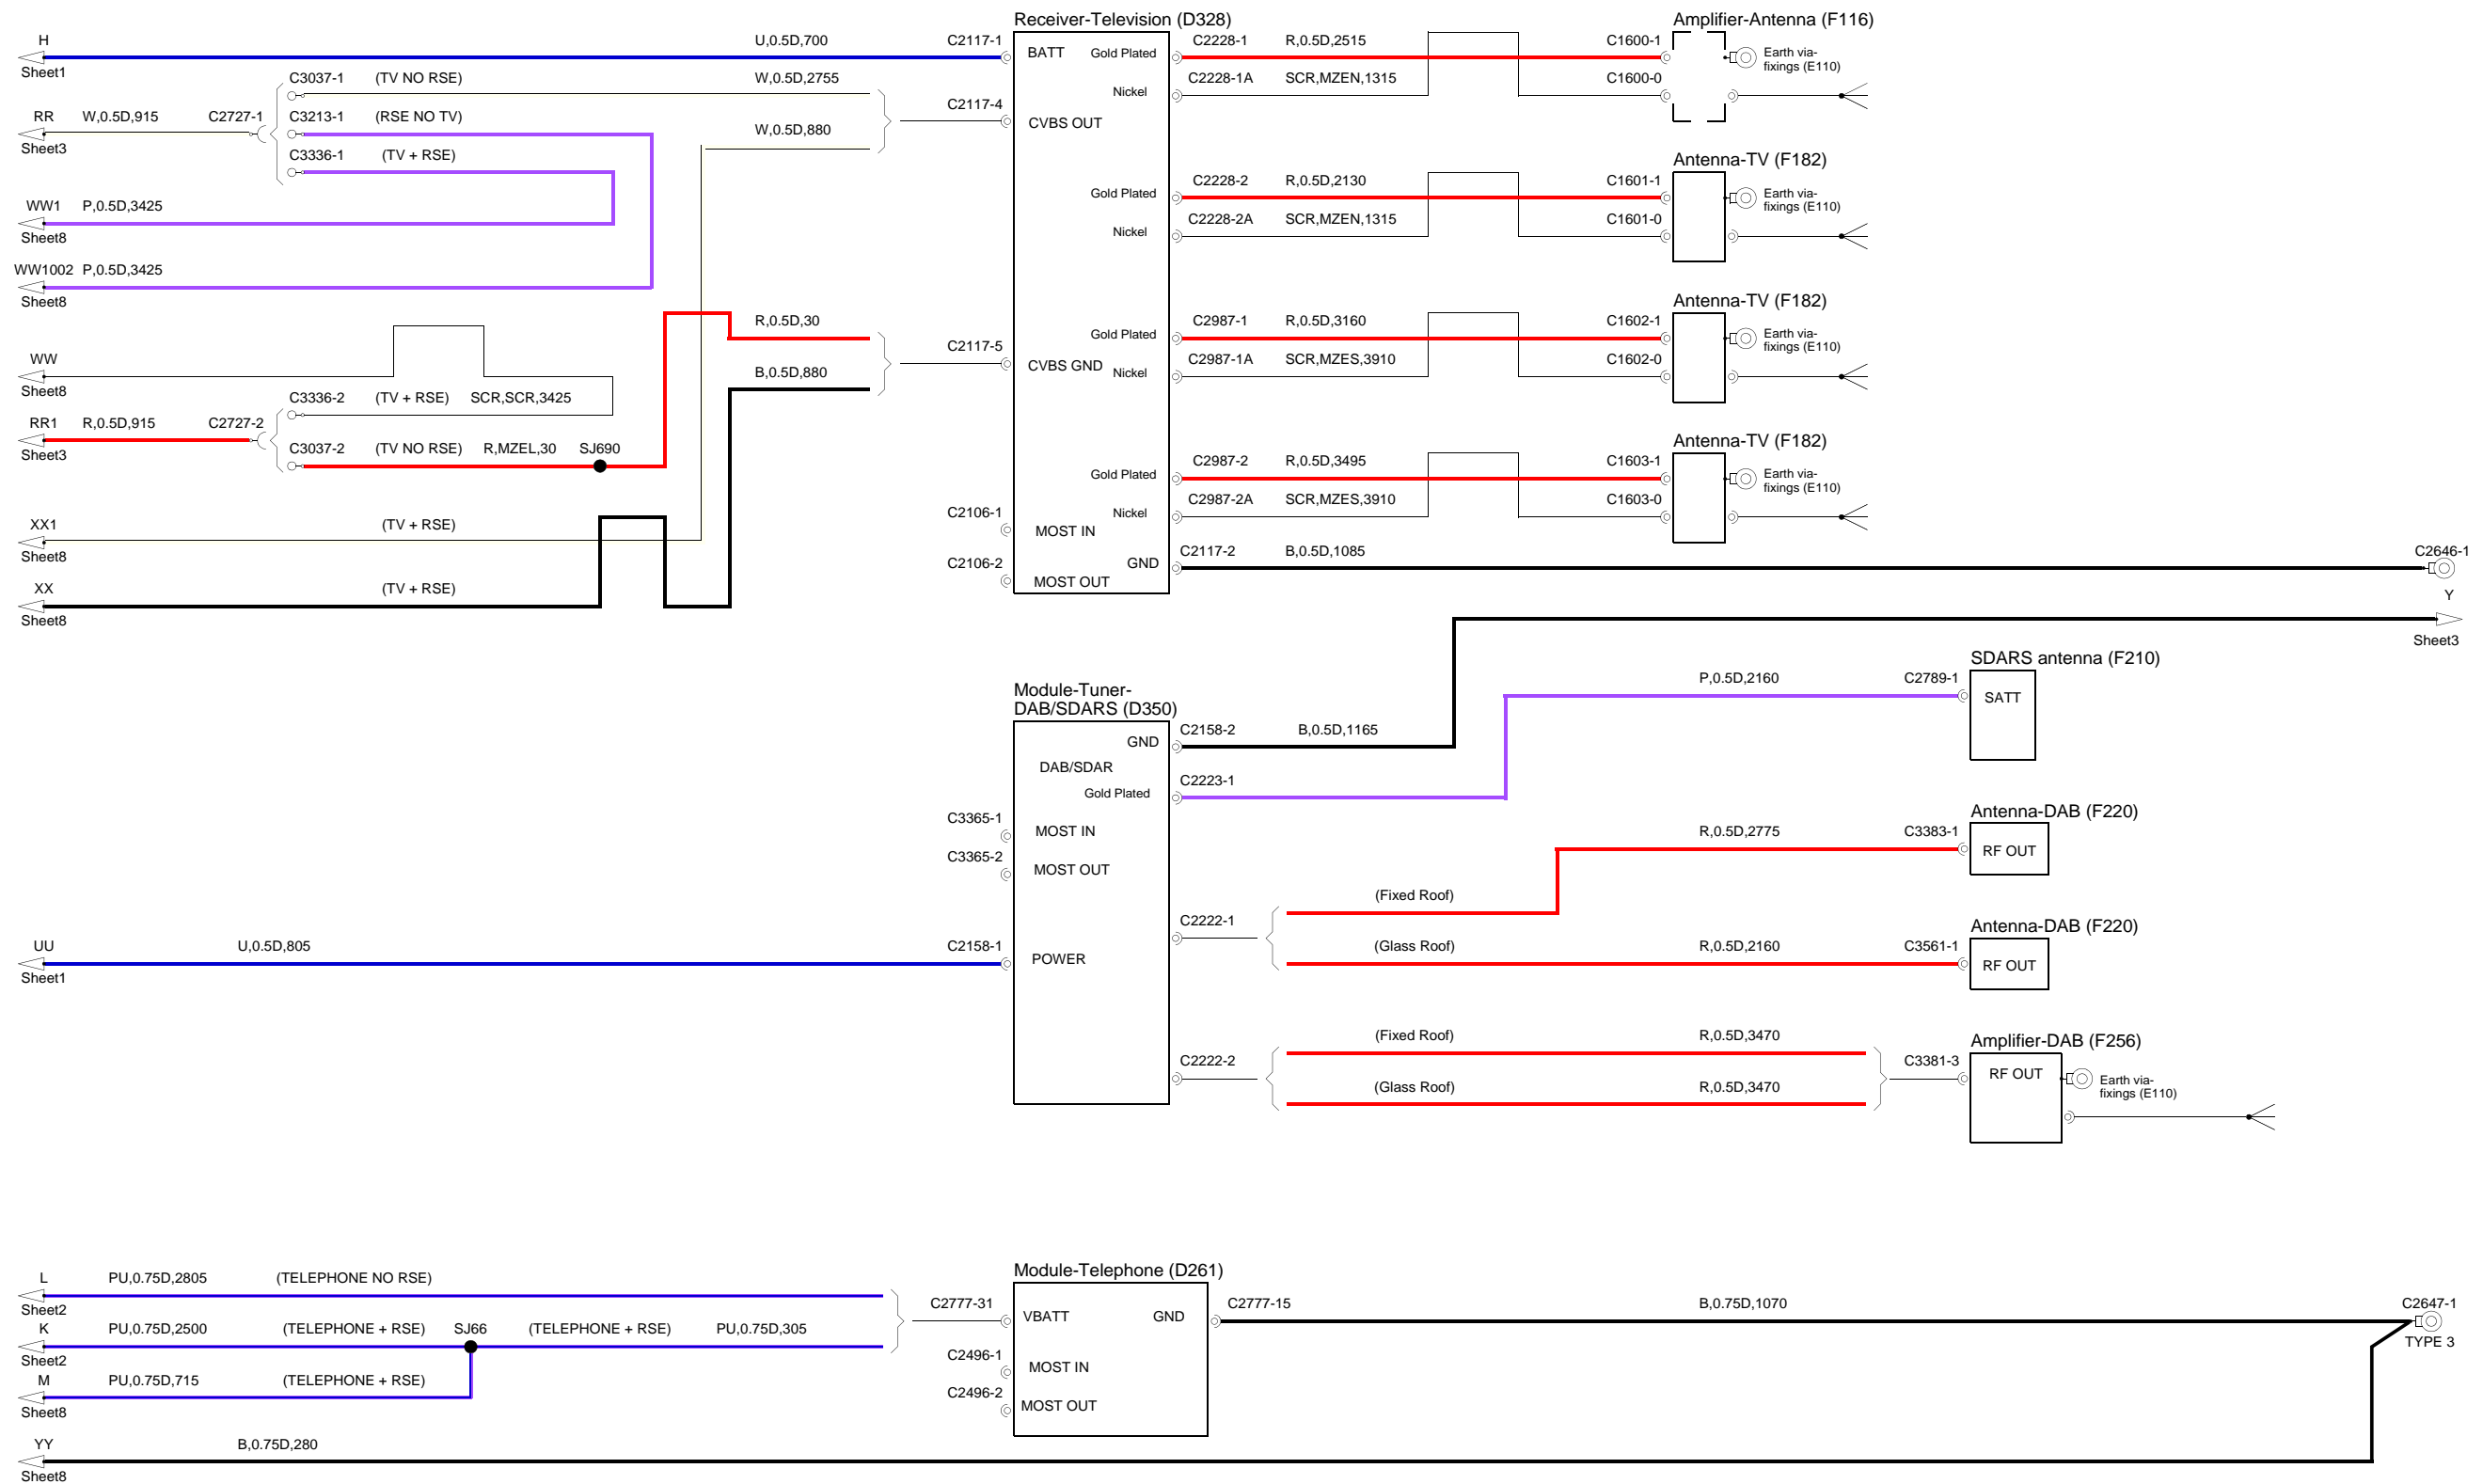 Receiver-Television (D328)
Amplifier-Antenna (F116)
H
U,0.5D,700
C2117-1
BATT
Gold Plated
C2228-1
R,0.5D,2515
C1600-1
Earth via-
fixings (E110)
Sheet1
C3037-1
(TV NO RSE)
W,0.5D,2755
Nickel
C2228-1A
SCR,MZEN,1315
C1600-0
RR
W,0.5D,915
C2727-1
C3213-1
(RSE NO TV)
C2117-4
CVBS OUT
W,0.5D,880
Sheet3
C3336-1
(TV + RSE)
Antenna-TV (F182)
Gold Plated
C2228-2
R,0.5D,2130
C1601-1
Earth via-
fixings (E110)
WW1
P,0.5D,3425
Sheet8
Nickel
C2228-2A
SCR,MZEN,1315
C1601-0
WW1002
P,0.5D,3425
Sheet8
Antenna-TV (F182)
R,0.5D,30
Gold Plated
C2987-1
R,0.5D,3160
C1602-1
Earth via-
fixings (E110)
C2117-5
CVBS GND
WW
Sheet8
B,0.5D,880
Nickel
C2987-1A
SCR,MZES,3910
C1602-0
C3336-2
(TV + RSE)
SCR,SCR,3425
RR1
R,0.5D,915
C2727-2
Sheet3
C3037-2
(TV NO RSE)
R,MZEL,30
SJ690
Antenna-TV (F182)
Gold Plated
C2987-2
R,0.5D,3495
C1603-1
Earth via-
fixings (E110)
Nickel
C2987-2A
SCR,MZES,3910
C1603-0
XX1
(TV + RSE)
Sheet8
C2106-1
MOST IN
C2106-2
MOST OUT
GND
C2117-2
B,0.5D,1085
C2646-1
XX
(TV + RSE)
Sheet8
Y
Sheet3
Module-Tuner-
DAB/SDARS (D350)
SDARS antenna (F210)
P,0.5D,2160
C2789-1
SATT
GND
C2158-2
B,0.5D,1165
DAB/SDAR
Gold Plated
C2223-1
C3365-1
MOST IN
C3365-2
MOST OUT
Antenna-DAB (F220)
R,0.5D,2775
C3383-1
RF OUT
(Fixed Roof)
C2222-1
(Glass Roof)
R,0.5D,2160
Antenna-DAB (F220)
C3561-1
RF OUT
UU
U,0.5D,805
C2158-1
POWER
Sheet1
(Fixed Roof)
R,0.5D,3470
C2222-2
(Glass Roof)
R,0.5D,3470
Amplifier-DAB (F256)
C3381-3
RF OUT
Earth via-
fixings (E110)
Module-Telephone (D261)
L
PU,0.75D,2805
(TELEPHONE NO RSE)
Sheet2
C2777-31
VBATT
GND
C2777-15
B,0.75D,1070
C2647-1
TYPE 3
K
PU,0.75D,2500
(TELEPHONE + RSE)
SJ66
(TELEPHONE + RSE)
PU,0.75D,305
Sheet2
C2496-1
MOST IN
M
PU,0.75D,715
(TELEPHONE + RSE)
Sheet8
C2496-2
MOST OUT
YY
B,0.75D,280
Sheet8